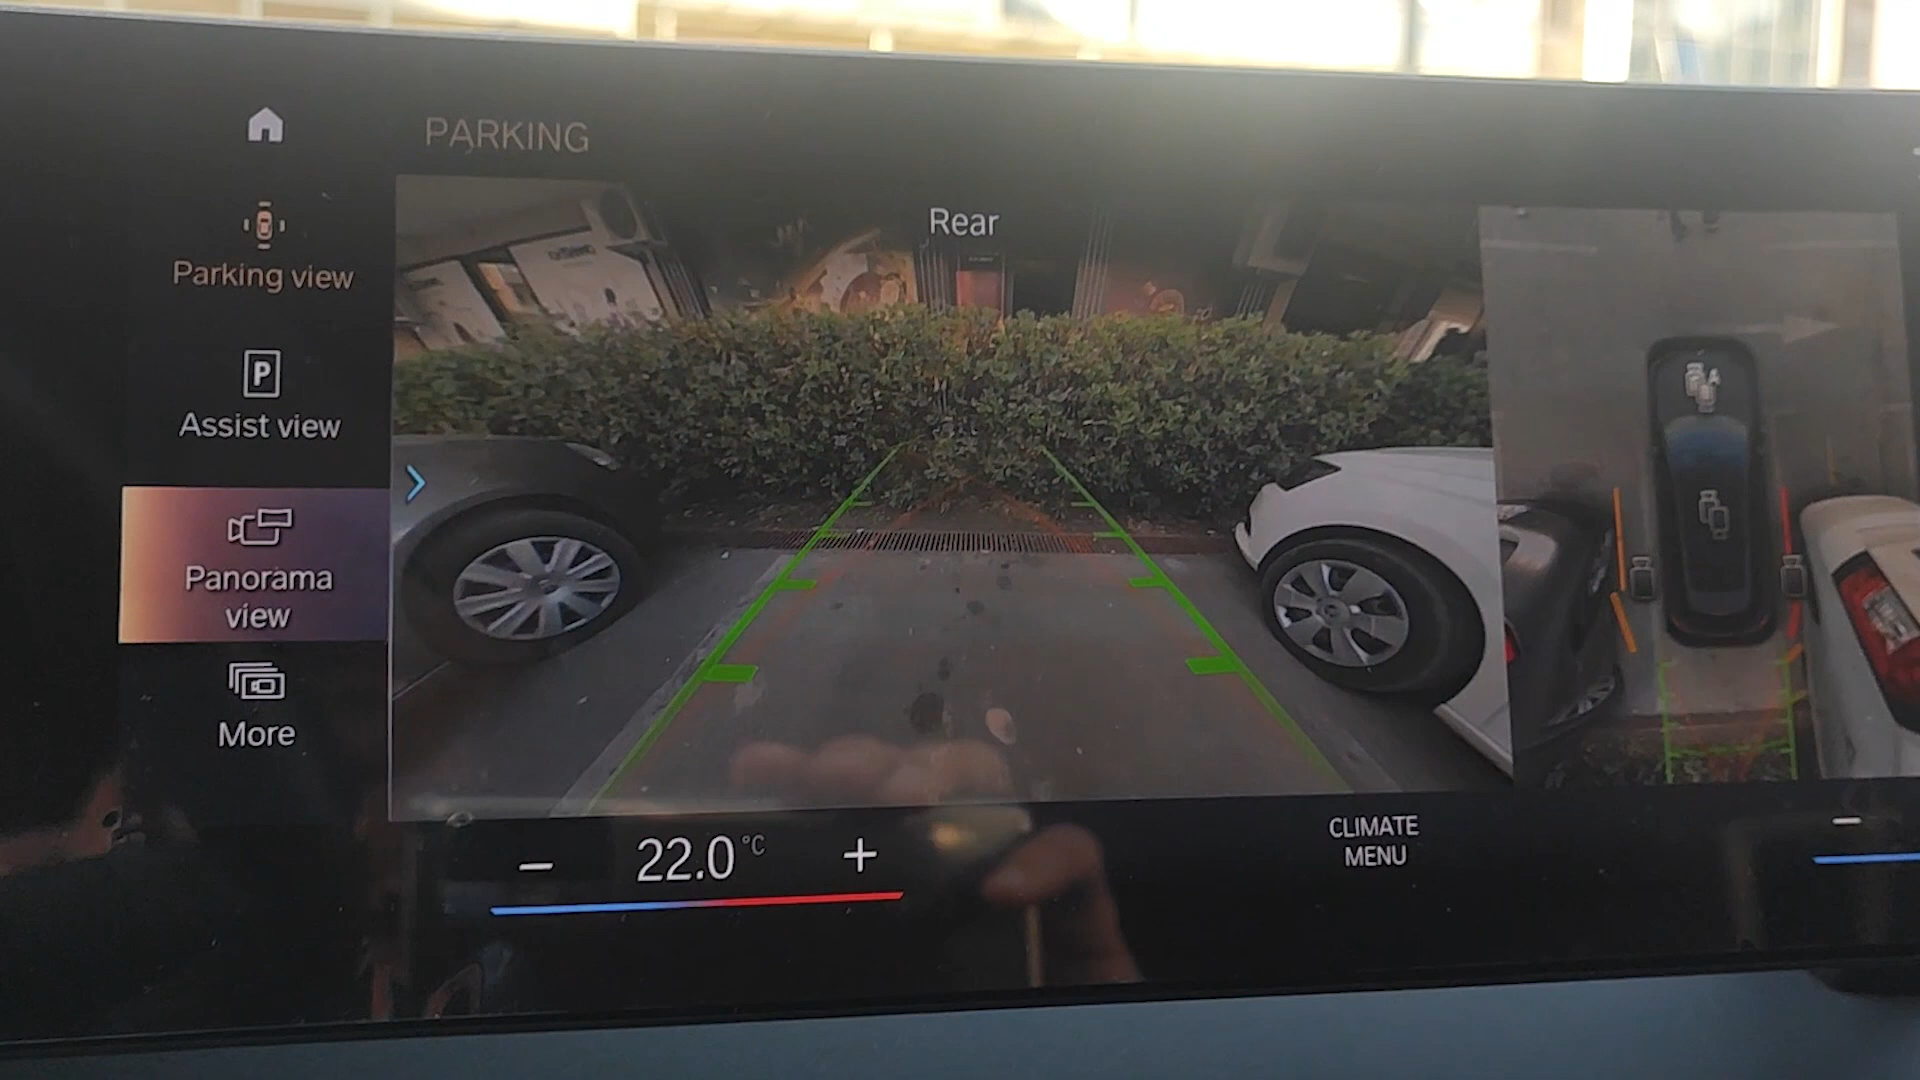 PARKING
Rear
Parking view
P
Assist view
Panorama
view
More
22.0°C
CLIMATE
MENU